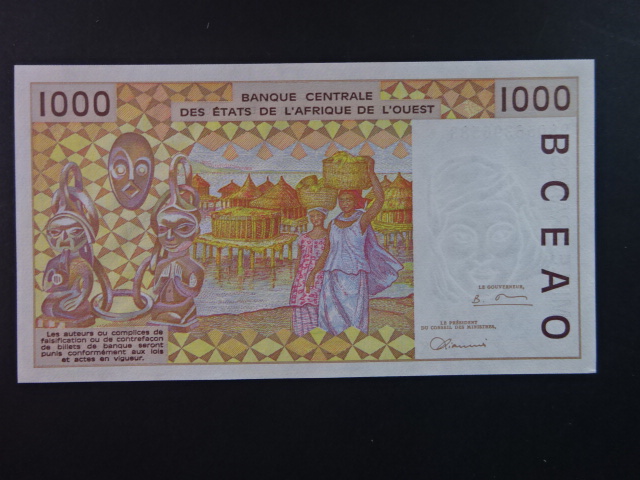 1000
BANQUE CENTRALE
DES ÉTATS DE L'AFRIQUE DE L'OUEST
1000
BCEAO
LE GOUVERNEUR,
LE PRÉSIDENT
DU CONSEIL DES MINISTRES,
Les auteurs ou complices de
falsification ou de contrefaçon
de billets de banque seront
punis conformément aux lois
et actes en vigueur.